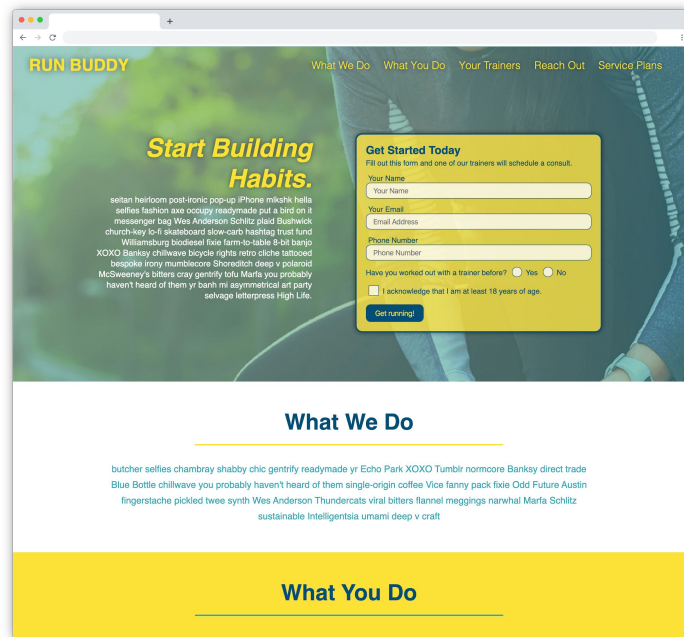 RUN BUDDY
What We Do What You Do Your Trainers Reach Out Service Plans
Start Building
Habits.
seitan heirloom post-ironic pop-up iPhone mlkshk hella
selfies fashion axe occupy readymade put a bird on it
messenger bag Wes Anderson Schlitz plaid Bushwick
church-key lo-fi skateboard slow-carb hashtag trust fund
Williamsburg biodiesel fixie farm-to-table 8-bit banjo
XOXO Banksy chillwave bicycle rights retro cliche tattooed
bespoke irony mumblecore Shoreditch deep v polaroid
McSweeney's bitters cray gentrify tofu Marfa you probably
haven't heard of them yr banh mi asymmetrical art party
selvage letterpress High Life.
Get Started Today
Fill out this form and one of our trainers will schedule a consult.
Your Name
Your Name
Your Email
Email Address
Phone Number
Phone Number
Have you worked out with a trainer before? Yes No
I acknowledge that I am at least 18 years of age.
Get running!
What We Do
butcher selfies chambray shabby chic gentrify readymade yr Echo Park XOXO Tumblr normcore Banksy direct trade
Blue Bottle chillwave you probably haven't heard of them single-origin coffee Vice fanny pack fixie Odd Future Austin
fingerstache pickled twee synth Wes Anderson Thundercats viral bitters flannel meggings narwhal Marfa Schlitz
sustainable Intelligentsia umami deep v craft
What You Do